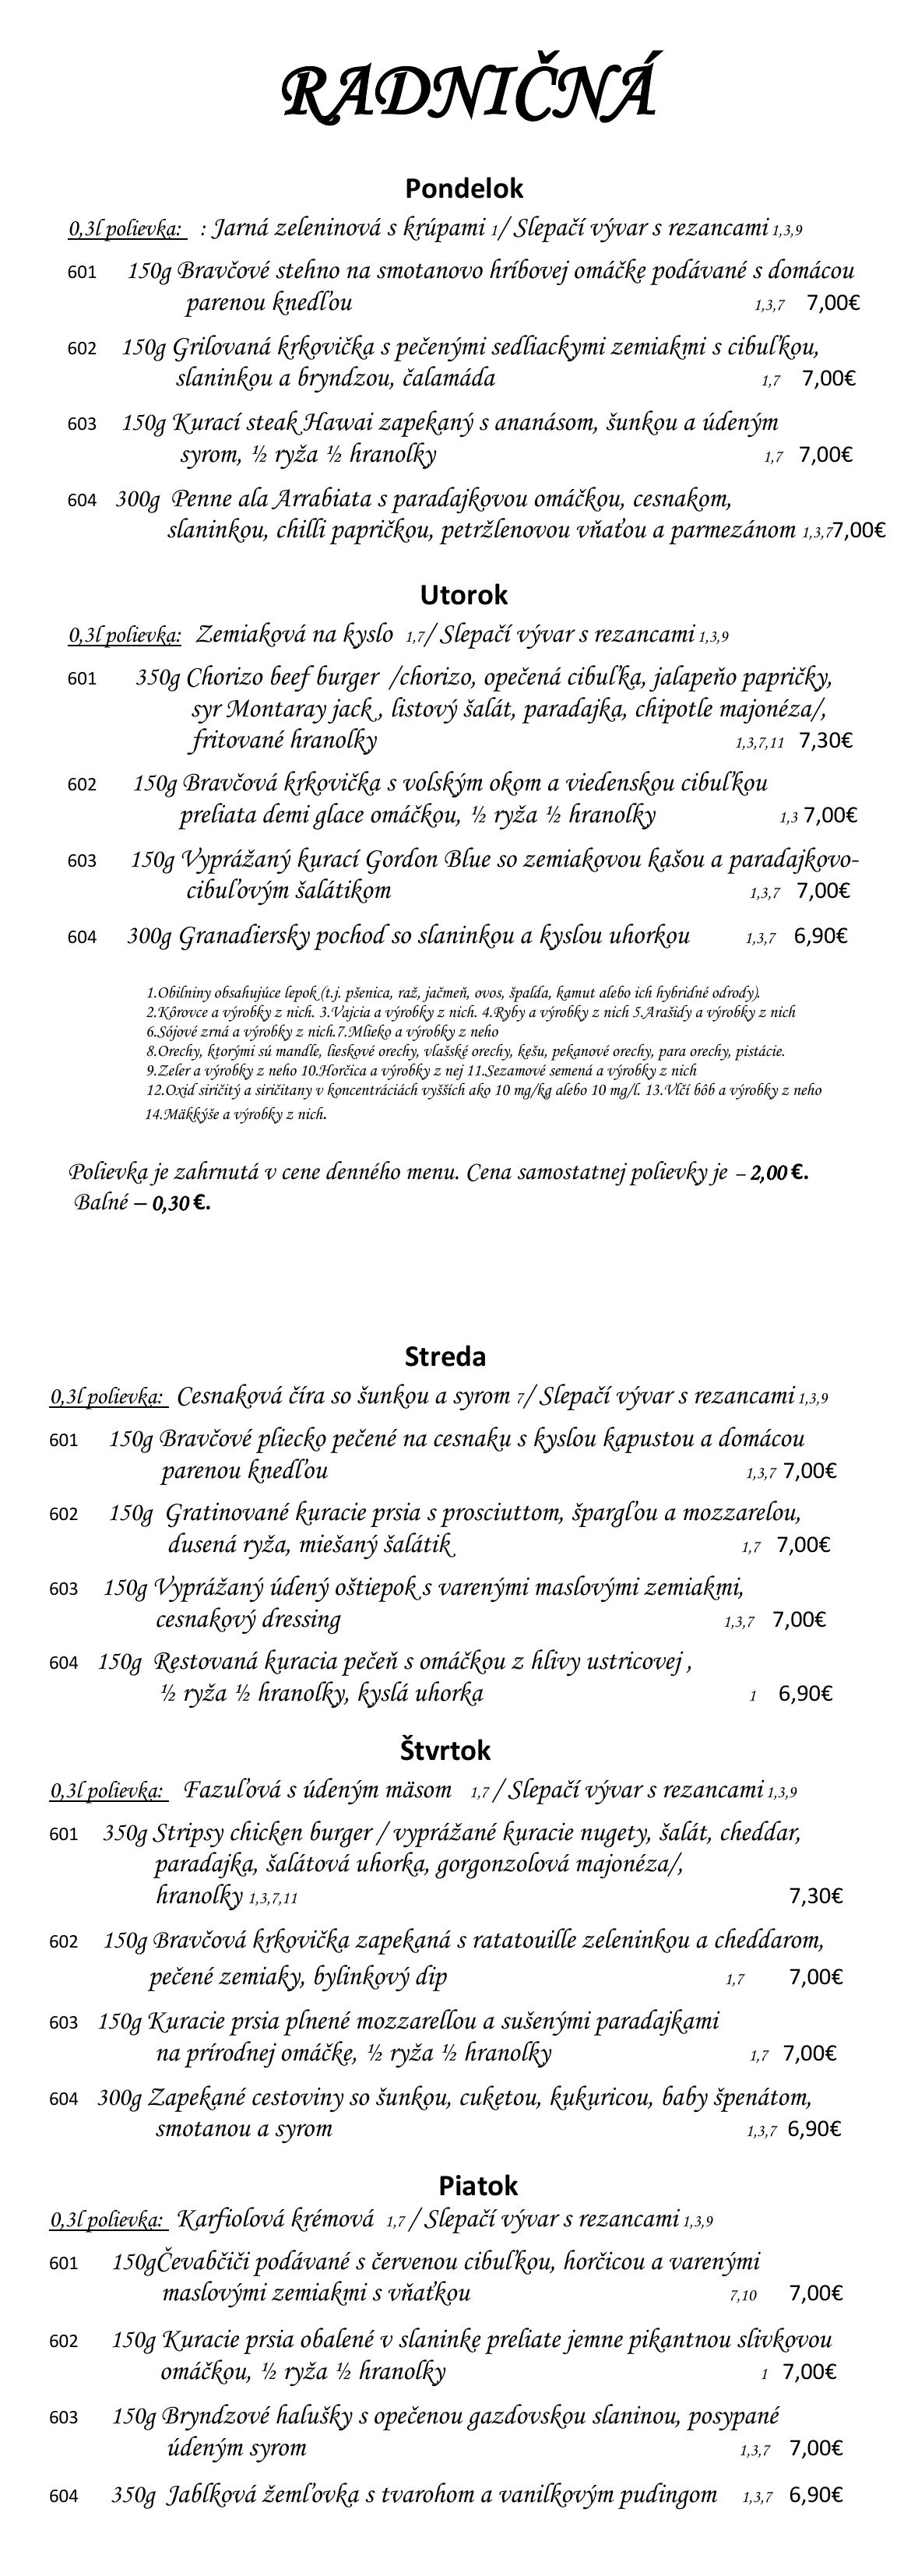 RADNIČNÁ
Pondelok
0,3l polievka: : Jarná zeleninová s krúpami 1/ Slepačí vývar s rezancami 1,3,9
601 150g Bravčové stehno na smotanovo hríbovej omáčke podávané s domácou
parenou knedľou 1,3,7 7,00€
602 150g Grilovaná krkovička s pečenými sedliackymi zemiakmi s cibuľkou,
slaninkou a bryndzou, čalamáda 1,7 7,00€
603 150g Kurací steak Hawai zapekaný s ananásom, šunkou a údeným
syrom, ½ ryža ½ hranolky 1,7 7,00€
604 300g Penne ala Arrabiata s paradajkovou omáčkou, cesnakom,
slaninkou, chilli papričkou, petržlenovou vňaťou a parmezánom 1,3,77,00€
Utorok
0,3l polievka: Zemiaková na kyslo 1,7/ Slepačí vývar s rezancami 1,3,9
601 350g Chorizo beef burger /chorizo, opečená cibuľka, jalapeňo papričky,
syr Montaray jack , listový šalát, paradajka, chipotle majonéza/,
fritované hranolky 1,3,7,11 7,30€
602 150g Bravčová krkovička s volským okom a viedenskou cibuľkou
preliata demi glace omáčkou, ½ ryža ½ hranolky 1,3 7,00€
603 150g Vyprážaný kurací Gordon Blue so zemiakovou kašou a paradajkovo-
cibuľovým šalátikom 1,3,7 7,00€
604 300g Granadiersky pochod so slaninkou a kyslou uhorkou 1,3,7 6,90€
1.Obilniny obsahujúce lepok (t.j. pšenica, raž, jačmeň, ovos, špalda, kamut alebo ich hybridné odrody).
2.Kôrovce a výrobky z nich. 3.Vajcia a výrobky z nich. 4.Ryby a výrobky z nich 5.Arašidy a výrobky z nich
6.Sójové zrná a výrobky z nich.7.Mlieko a výrobky z neho
8.Orechy, ktorými sú mandle, lieskové orechy, vlašské orechy, kešu, pekanové orechy, para orechy, pistácie.
9.Zeler a výrobky z neho 10.Horčica a výrobky z nej 11.Sezamové semená a výrobky z nich
12.Oxid siričitý a siričitany v koncentráciách vyšších ako 10 mg/kg alebo 10 mg/l. 13.Vlčí bôb a výrobky z neho
14.Mäkkýše a výrobky z nich.
Polievka je zahrnutá v cene denného menu. Cena samostatnej polievky je – 2,00 €.
Balné – 0,30 €.
Streda
0,3l polievka: Cesnaková číra so šunkou a syrom 7/ Slepačí vývar s rezancami 1,3,9
601 150g Bravčové pliecko pečené na cesnaku s kyslou kapustou a domácou
parenou knedľou 1,3,7 7,00€
602 150g Gratinované kuracie prsia s prosciuttom, špargľou a mozzarelou,
dusená ryža, miešaný šalátik 1,7 7,00€
603 150g Vyprážaný údený oštiepok s varenými maslovými zemiakmi,
cesnakový dressing 1,3,7 7,00€
604 150g Restovaná kuracia pečeň s omáčkou z hlivy ustricovej ,
½ ryža ½ hranolky, kyslá uhorka 1 6,90€
Štvrtok
0,3l polievka: Fazuľová s údeným mäsom 1,7 / Slepačí vývar s rezancami 1,3,9
601 350g Stripsy chicken burger / vyprážané kuracie nugety, šalát, cheddar,
paradajka, šalátová uhorka, gorgonzolová majonéza/,
hranolky 1,3,7,11 7,30€
602 150g Bravčová krkovička zapekaná s ratatouille zeleninkou a cheddarom,
pečené zemiaky, bylinkový dip 1,7 7,00€
603 150g Kuracie prsia plnené mozzarellou a sušenými paradajkami
na prírodnej omáčke, ½ ryža ½ hranolky 1,7 7,00€
604 300g Zapekané cestoviny so šunkou, cuketou, kukuricou, baby špenátom,
smotanou a syrom 1,3,7 6,90€
Piatok
0,3l polievka: Karfiolová krémová 1,7 / Slepačí vývar s rezancami 1,3,9
601 150gČevabčiči podávané s červenou cibuľkou, horčicou a varenými
maslovými zemiakmi s vňaťkou 7,10 7,00€
602 150g Kuracie prsia obalené v slaninke preliate jemne pikantnou slivkovou
omáčkou, ½ ryža ½ hranolky 1 7,00€
603 150g Bryndzové halušky s opečenou gazdovskou slaninou, posypané
údeným syrom 1,3,7 7,00€
604 350g Jablková žemľovka s tvarohom a vanilkovým pudingom 1,3,7 6,90€